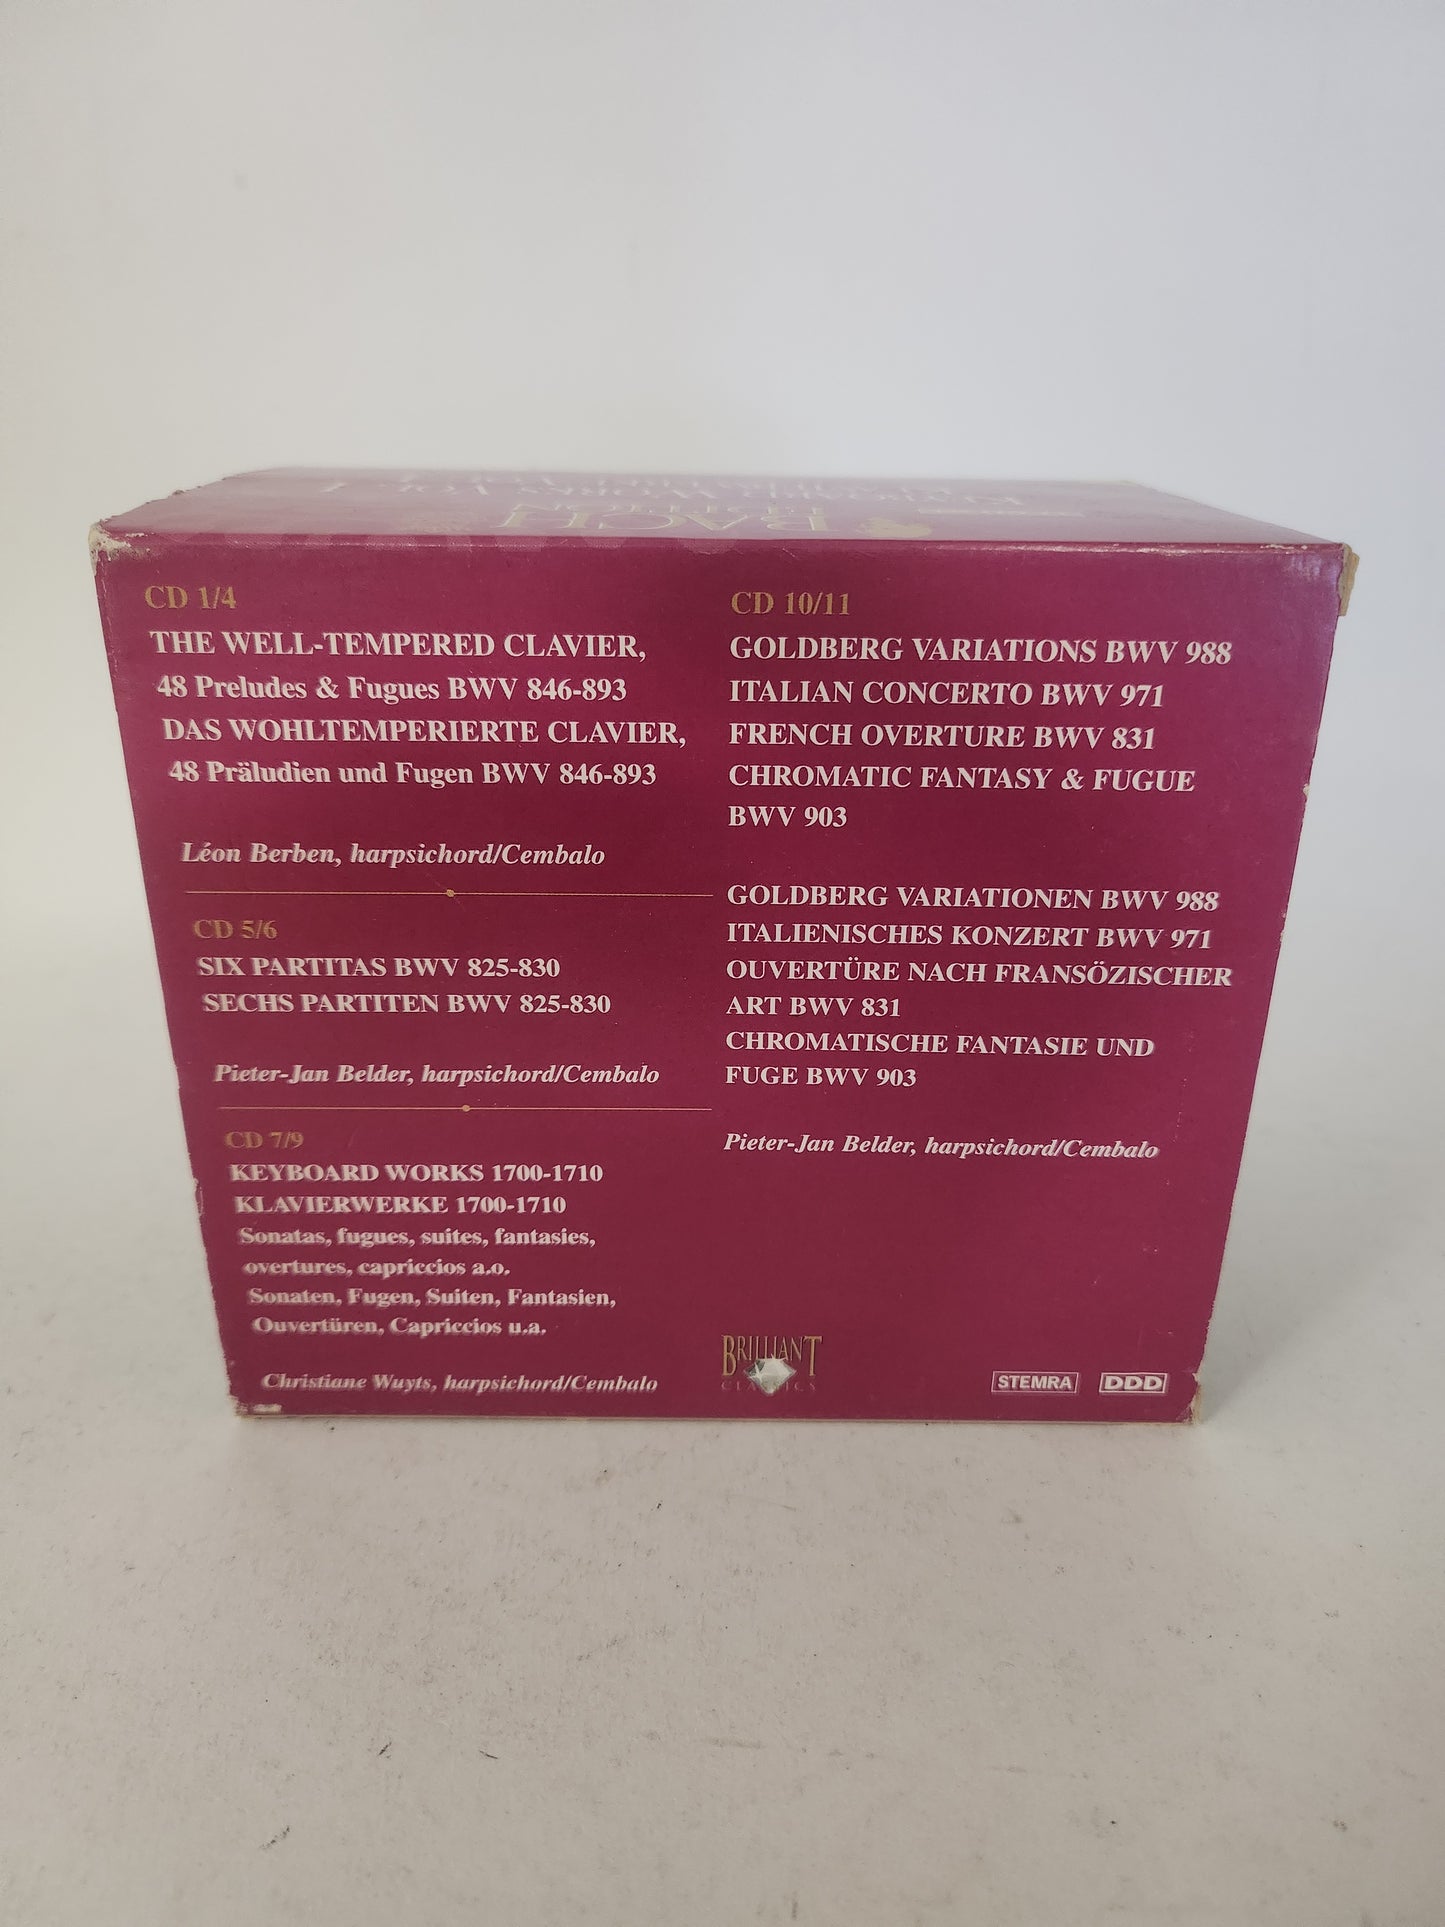 BACH
EDITION
KEYBOARD WORKS VOL. I
CD 1/4
THE WELL-TEMPERED CLAVIER,
48 Preludes & Fugues BWV 846-893
DAS WOHLTEMPERIERTE CLAVIER,
48 Präludien und Fugen BWV 846-893
Léon Berben, harpsichord/Cembalo
CD 5/6
SIX PARTITAS BWV 825-830
SECHS PARTITEN BWV 825-830
Pieter-Jan Belder, harpsichord/Cembalo
CD 7/9
KEYBOARD WORKS 1700-1710
KLAVIERWERKE 1700-1710
Sonatas, fugues, suites, fantasies,
overtures, capriccios a.o.
Sonaten, Fugen, Suiten, Fantasien,
Ouvertüren, Capriccios u.a.
Christiane Wuyts, harpsichord/Cembalo
CD 10/11
GOLDBERG VARIATIONS BWV 988
ITALIAN CONCERTO BWV 971
FRENCH OVERTURE BWV 831
CHROMATIC FANTASY & FUGUE
BWV 903
GOLDBERG VARIATIONEN BWV 988
ITALIENISCHES KONZERT BWV 971
OUVERTÜRE NACH FRANSÖZISCHER
ART BWV 831
CHROMATISCHE FANTASIE UND
FUGE BWV 903
Pieter-Jan Belder, harpsichord/Cembalo
BRILLIANT
CLASSICS
STEMRA DDD